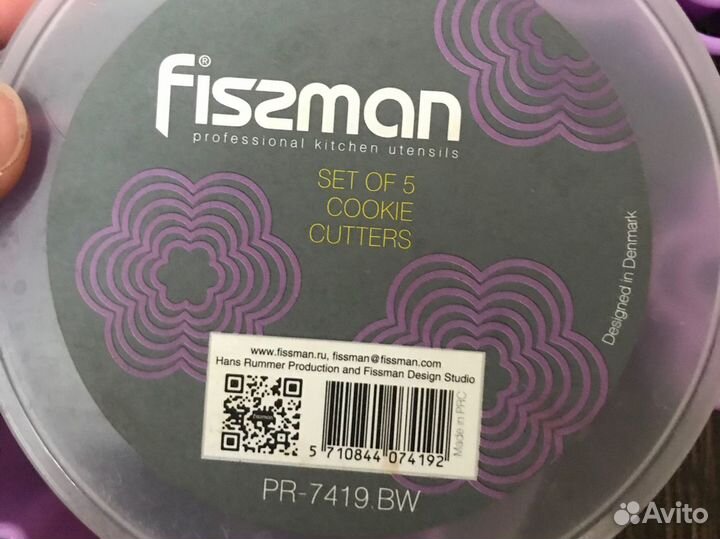 fissman®
professional kitchen utensils
SET OF 5
COOKIE
CUTTERS
Designed in Denmark
www.fissman.ru, fissman@fissman.com
Hans Rummer Production and Fissman Design Studio
fissman
5 710844 074192
Made in PRC
PR-7419.BW
Avito